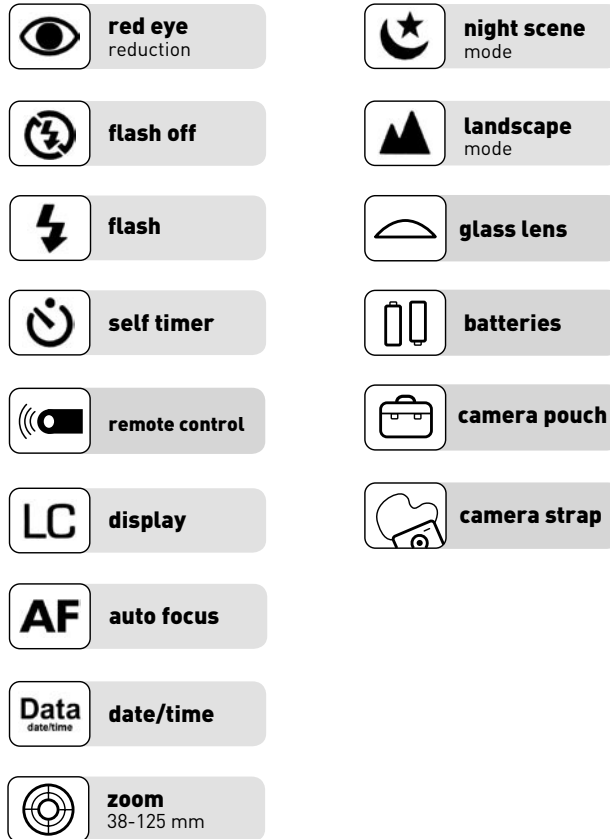 red eye
reduction
flash off
flash
self timer
remote control
LC
display
AF
auto focus
Data
date/time
date/time
zoom
38-125 mm
night scene
mode
landscape
mode
glass lens
batteries
camera pouch
camera strap